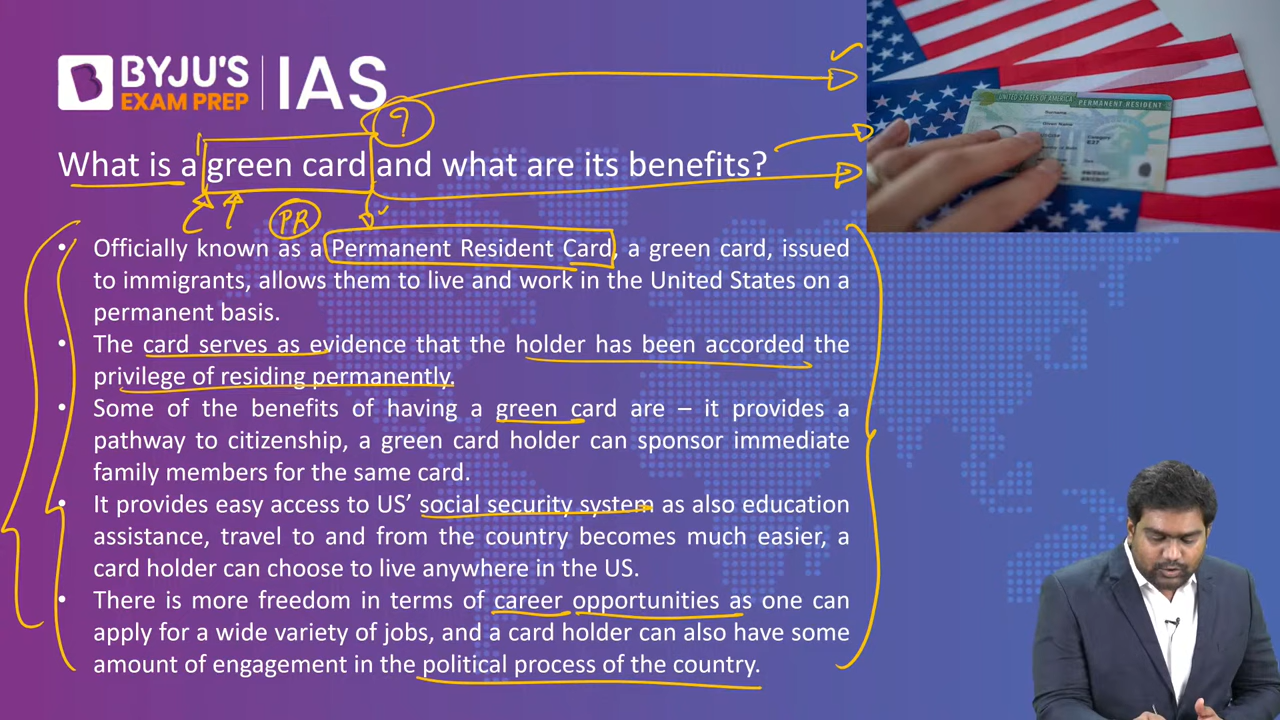 BYJU'S
EXAM PREP
IAS
What is a green card and what are its benefits?
PR
• Officially known as a Permanent Resident Card, a green card, issued
to immigrants, allows them to live and work in the United States on a
permanent basis.
• The card serves as evidence that the holder has been accorded the
privilege of residing permanently.
• Some of the benefits of having a green card are – it provides a
pathway to citizenship, a green card holder can sponsor immediate
family members for the same card.
• It provides easy access to US’ social security system as also education
assistance, travel to and from the country becomes much easier, a
card holder can choose to live anywhere in the US.
• There is more freedom in terms of career opportunities as one can
apply for a wide variety of jobs, and a card holder can also have some
amount of engagement in the political process of the country.
UNITED STATES OF AMERICA
PERMANENT RESIDENT
Surname
Category